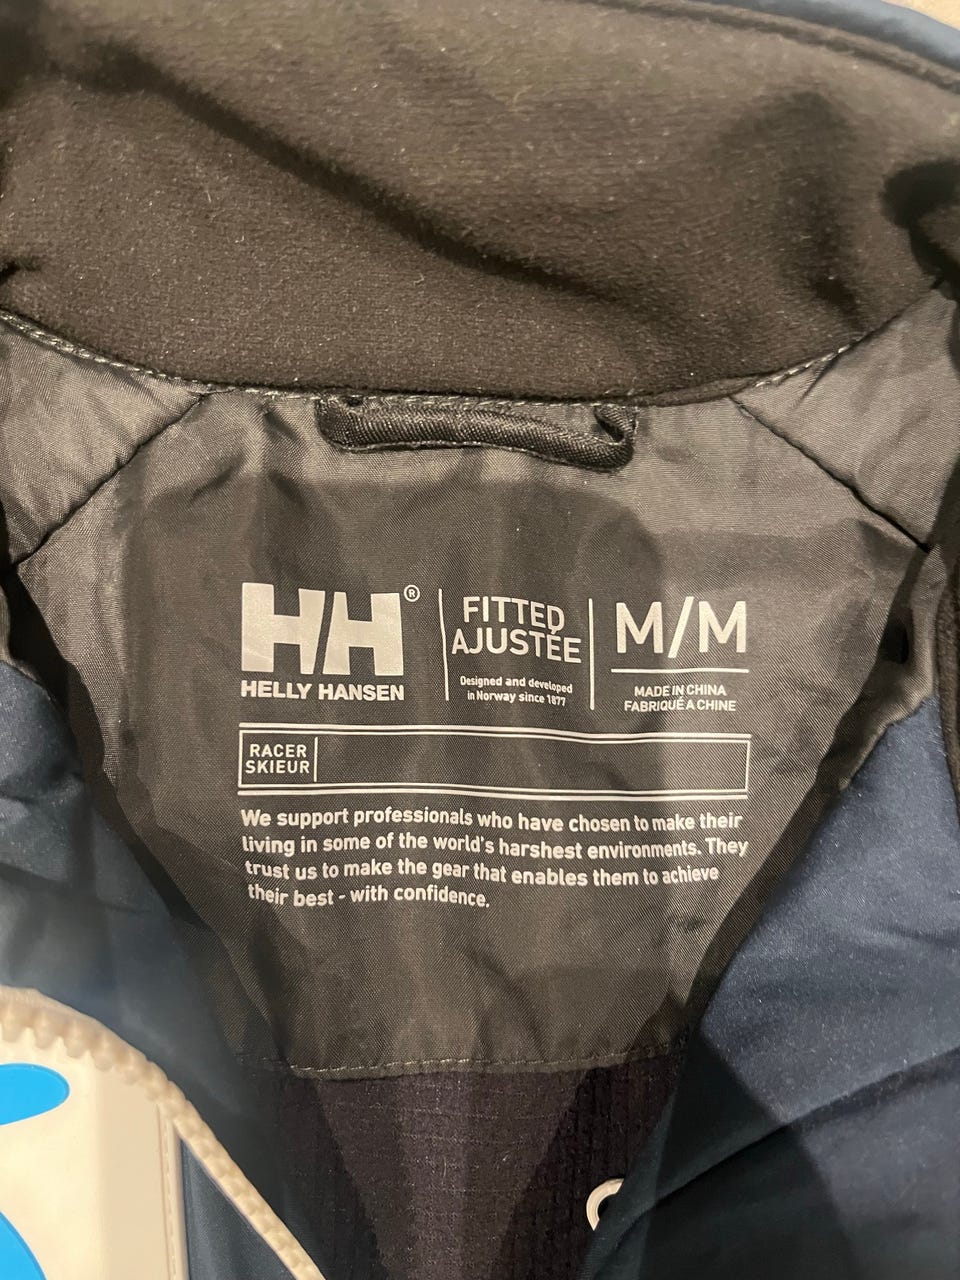 HH®
HELLY HANSEN
FITTED
AJUSTÉE
Designed and developed
in Norway since 1877
M/M
MADE IN CHINA
FABRIQUÉ A CHINE
RACER
SKIEUR
We support professionals who have chosen to make their
living in some of the world's harshest environments. They
trust us to make the gear that enables them to achieve
their best - with confidence.